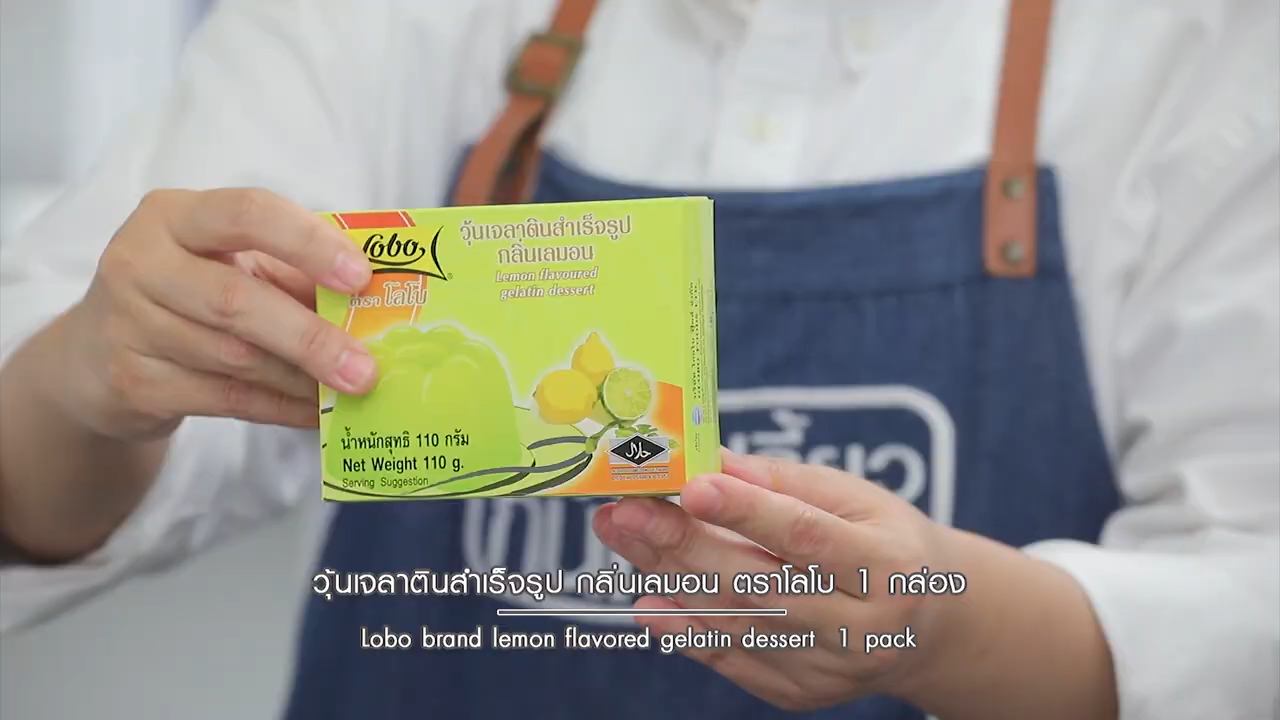 Lobo
ตรา โลโบ
วุ้นเจลาตินสำเร็จรูป
กลิ่นเลมอน
Lemon flavoured
gelatin dessert
น้ำหนักสุทธิ 110 กรัม
Net Weight 110 g.
Serving Suggestion
حلال
วุ้นเจลาตินสำเร็จรูป กลิ่นเลมอน ตราโลโบ 1 กล่อง
Lobo brand lemon flavored gelatin dessert 1 pack